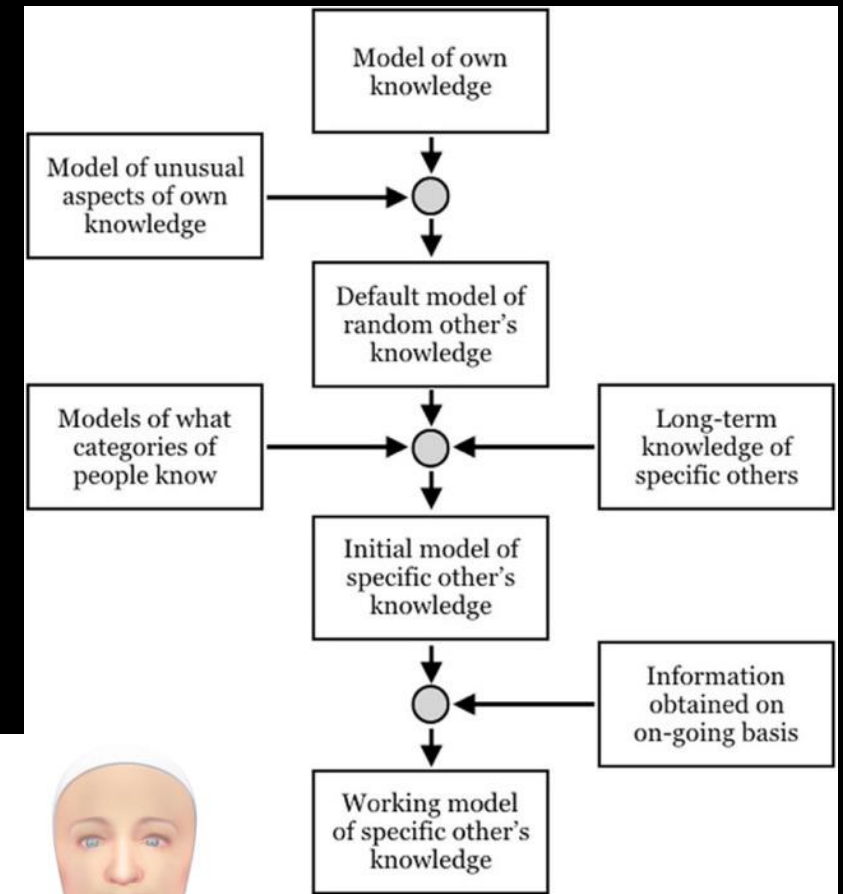 Model of own
knowledge
Model of unusual
aspects of own
knowledge
Default model of
random other’s
knowledge
Models of what
categories of
people know
Long-term
knowledge of
specific others
Initial model of
specific other’s
knowledge
Information
obtained on
on-going basis
Working model
of specific other’s
knowledge